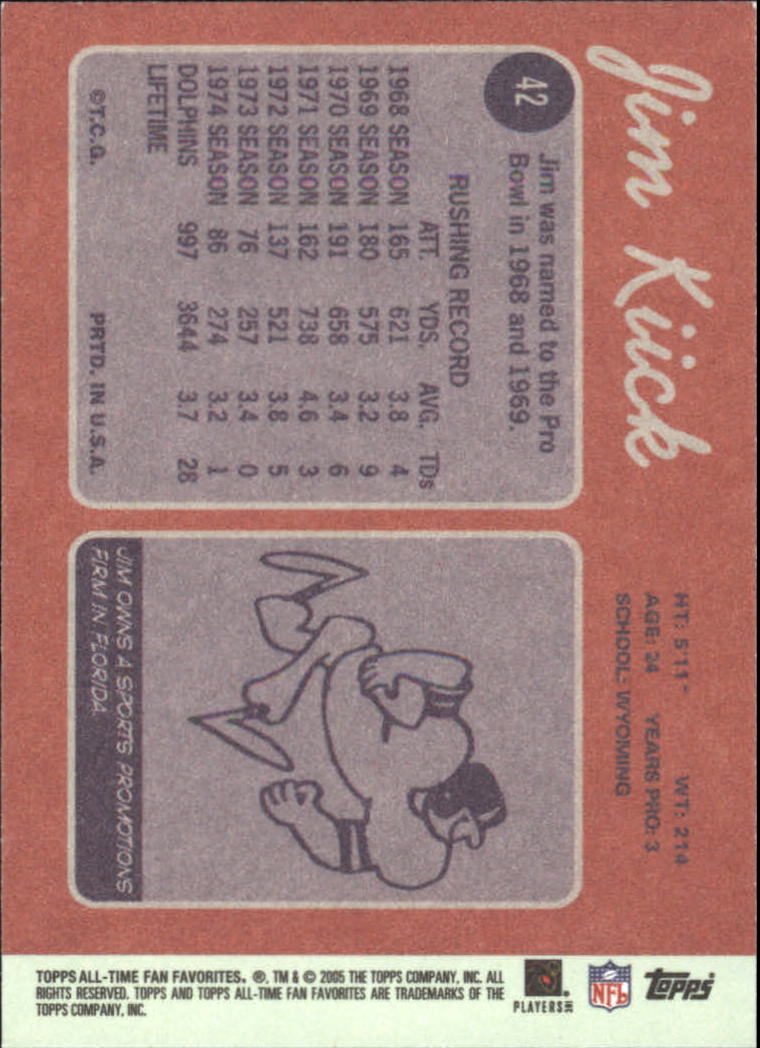 Jim Kiick
HT: 5'11" WT: 214
AGE: 24 YEARS PRO: 3
SCHOOL: WYOMING
42
Jim was named to the Pro
Bowl in 1968 and 1969.
RUSHING RECORD
ATT. YDS. AVG. TDs
1968 SEASON 165 621 3.8 4
1969 SEASON 180 575 3.2 9
1970 SEASON 191 658 3.4 6
1971 SEASON 162 738 4.6 3
1972 SEASON 137 521 3.8 5
1973 SEASON 76 257 3.4 0
1974 SEASON 86 274 3.2 1
DOLPHINS 997 3644 3.7 28
LIFETIME
©T.C.G. PRTD. IN U.S.A.
JIM OWNS A SPORTS PROMOTIONS
FIRM IN FLORIDA.
TOPPS ALL-TIME FAN FAVORITES. ®, TM & © 2005 THE TOPPS COMPANY, INC. ALL
RIGHTS RESERVED. TOPPS AND TOPPS ALL-TIME FAN FAVORITES ARE TRADEMARKS OF THE
TOPPS COMPANY, INC.
PLAYERS INC
NFL
TOPPS